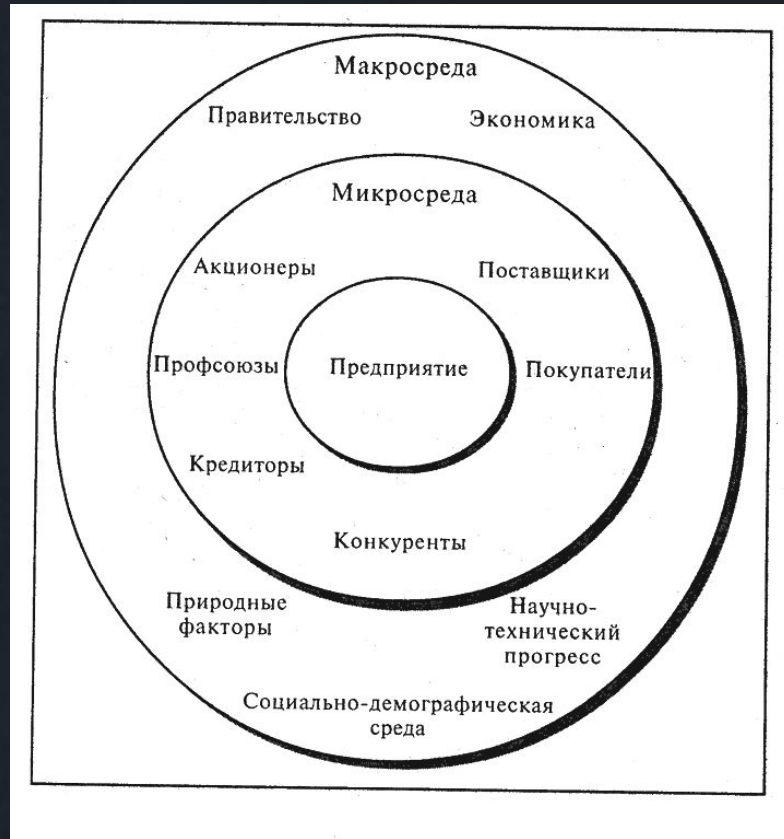 Макросреда
Правительство
Экономика
Микросреда
Акционеры
Поставщики
Профсоюзы
Предприятие
Покупатели
Кредиторы
Конкуренты
Природные
факторы
Научно-
технический
прогресс
Социально-демографическая
среда